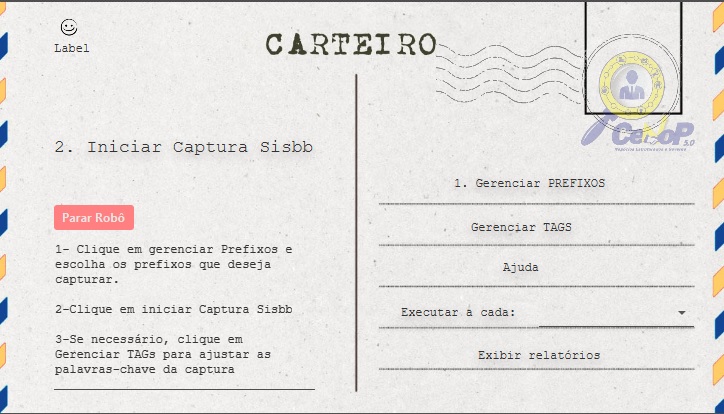 Label
CARTEIRO
CeLoP 5.0
2. Iniciar Captura Sisbb
Parar Robô
1- Clique em gerenciar Prefixos e
escolha os prefixos que deseja
capturar.
2-Clique em iniciar Captura Sisbb
3-Se necessário, clique em
Gerenciar TAGs para ajustar as
palavras-chave da captura
1. Gerenciar PREFIXOS
Gerenciar TAGS
Ajuda
Executar à cada:
Exibir relatórios